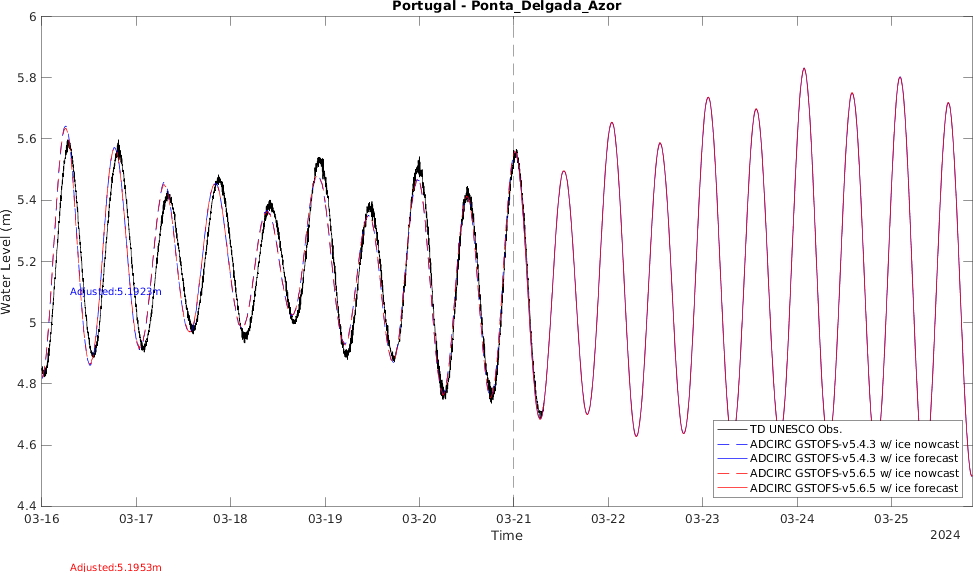 Portugal - Ponta_Delgada_Azor
6
5.8
5.6
5.4
5.2
5
4.8
4.6
4.4
Water Level (m)
Adjusted:5.1923m
TD UNESCO Obs.
ADCIRC GSTOFS-v5.4.3 w/ ice nowcast
ADCIRC GSTOFS-v5.4.3 w/ ice forecast
ADCIRC GSTOFS-v5.6.5 w/ ice nowcast
ADCIRC GSTOFS-v5.6.5 w/ ice forecast
03-16 03-17 03-18 03-19 03-20 03-21 03-22 03-23 03-24 03-25
Time
2024
Adjusted:5.1953m